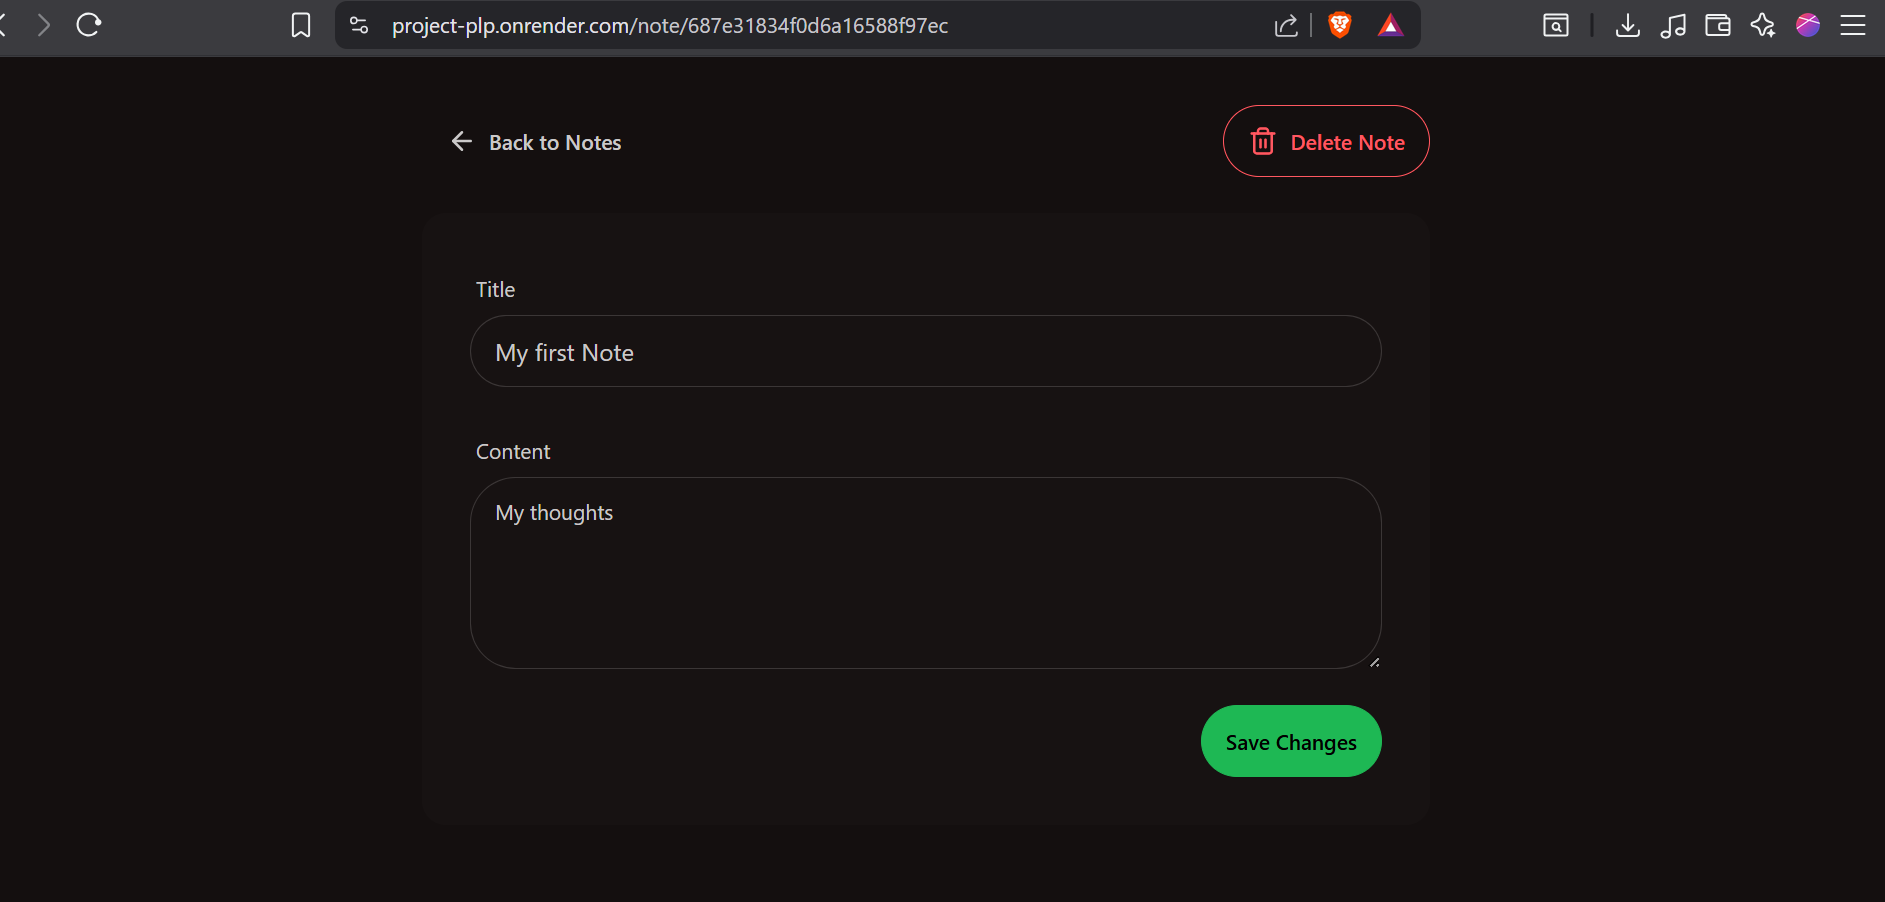 project-plp.onrender.com/note/687e31834f0d6a16588f97ec
Back to Notes
Delete Note
Title
My first Note
Content
My thoughts
Save Changes